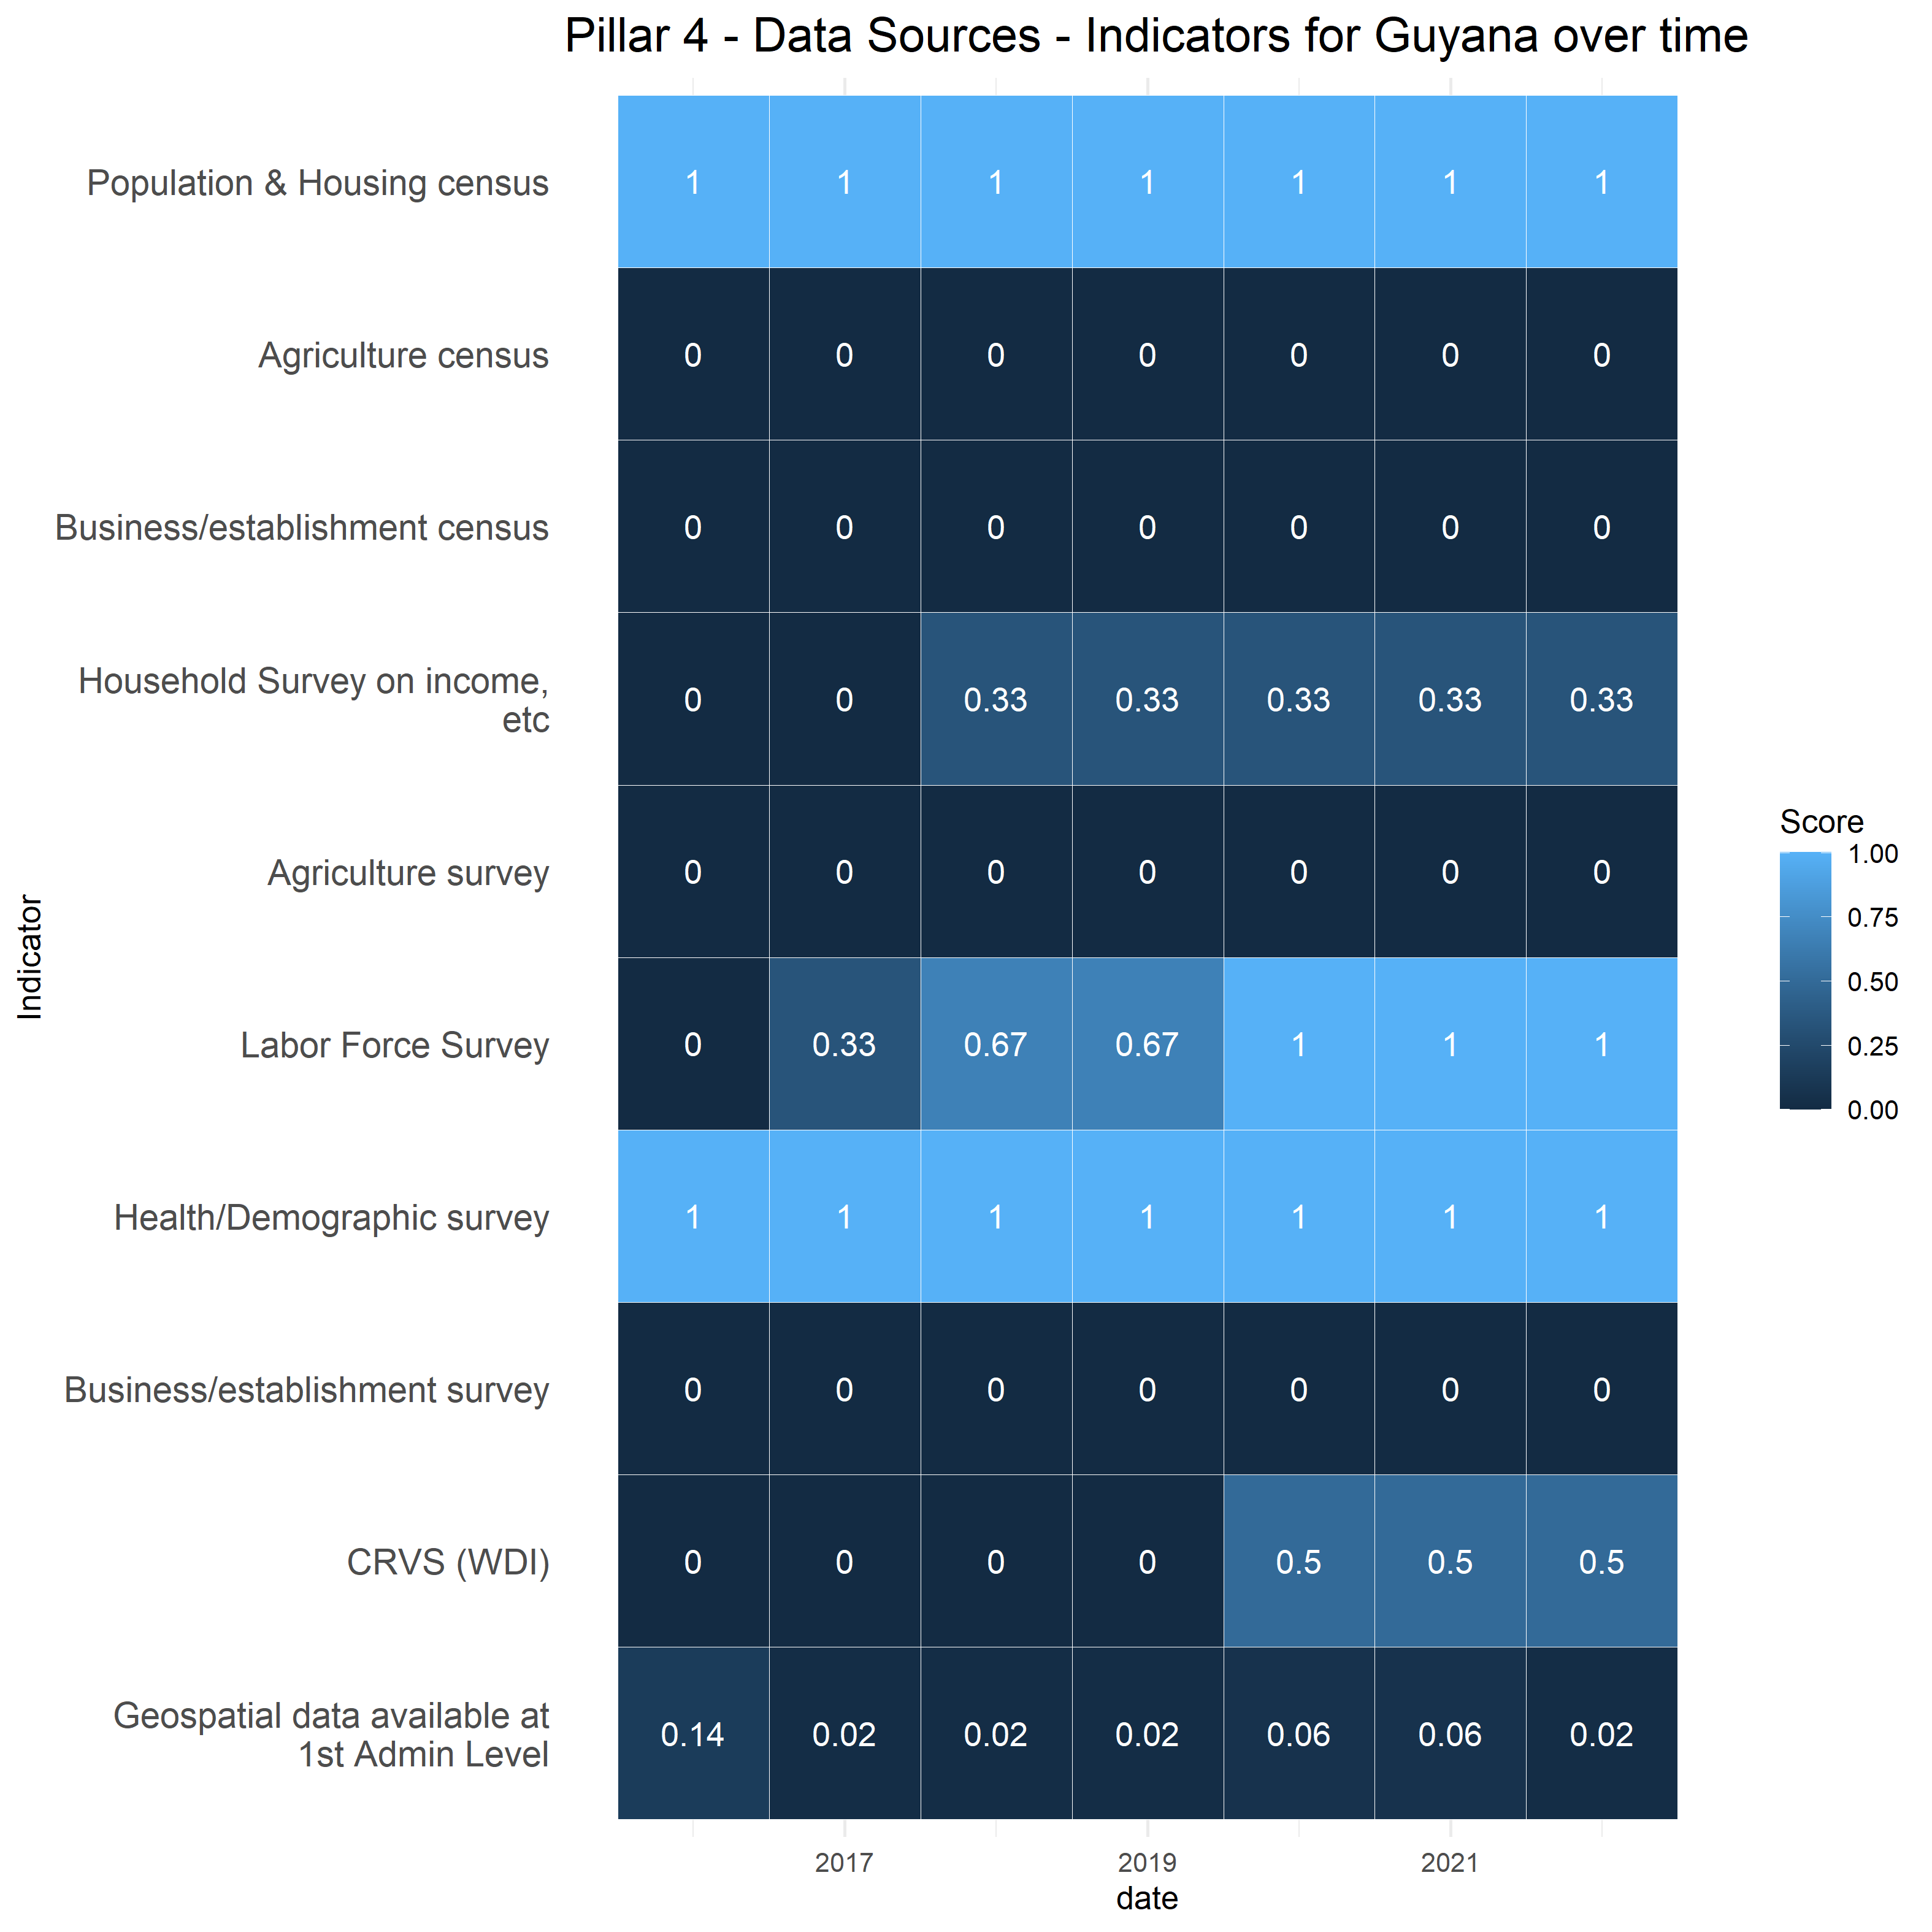 Pillar 4 - Data Sources - Indicators for Guyana over time
Population & Housing census
1 1 1 1 1 1 1
Agriculture census
0 0 0 0 0 0 0
Business/establishment census
0 0 0 0 0 0 0
Household Survey on income,
etc
0 0 0.33 0.33 0.33 0.33 0.33
Agriculture survey
0 0 0 0 0 0 0
Labor Force Survey
0 0.33 0.67 0.67 1 1 1
Health/Demographic survey
1 1 1 1 1 1 1
Business/establishment survey
0 0 0 0 0 0 0
CRVS (WDI)
0 0 0 0 0.5 0.5 0.5
Geospatial data available at
1st Admin Level
0.14 0.02 0.02 0.02 0.06 0.06 0.02
2017 2019 2021
date
Indicator
Score
1.00
0.75
0.50
0.25
0.00